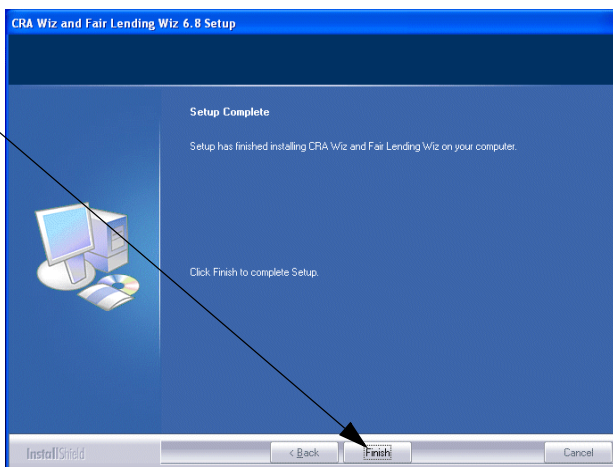 CRA Wiz and Fair Lending Wiz 6.8 Setup
Setup Complete
Setup has finished installing CRA Wiz and Fair Lending Wiz on your computer.
Click Finish to complete Setup.
InstallShield
< Back Finish Cancel